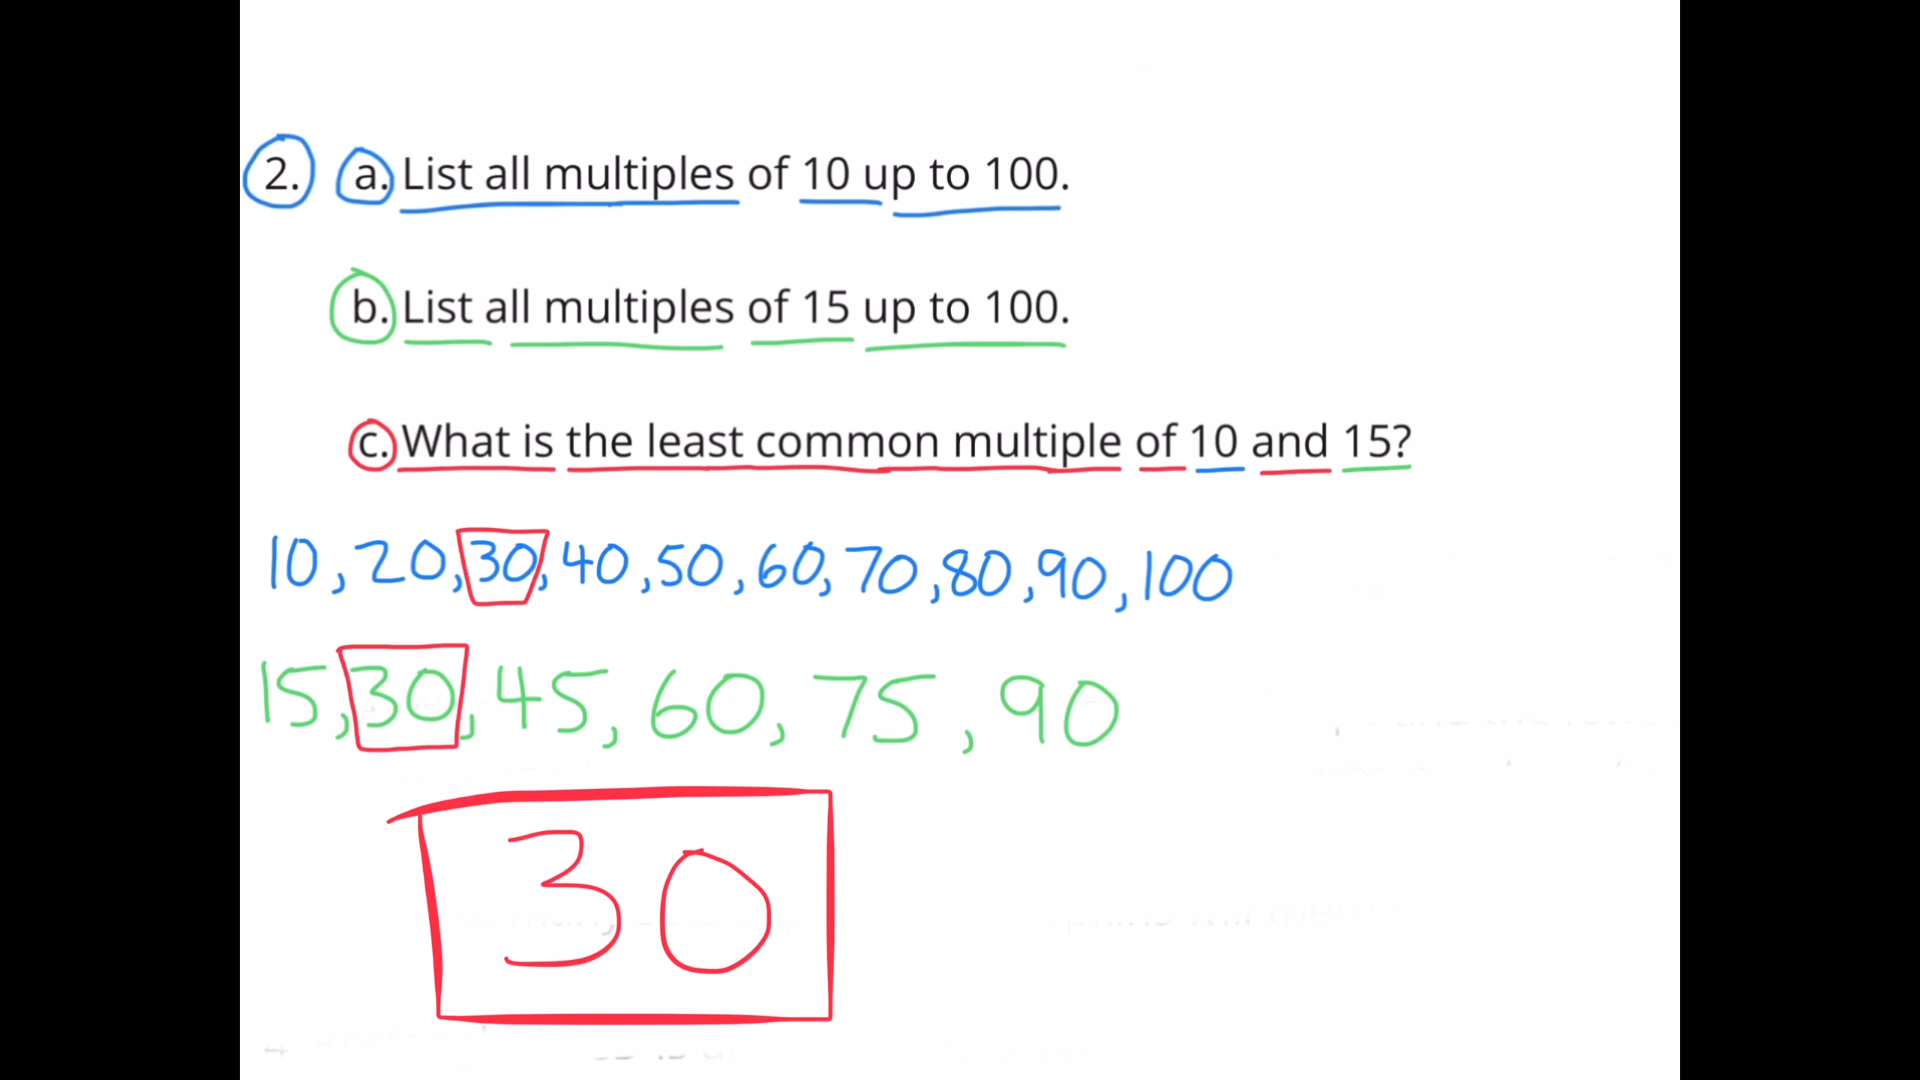 2. a. List all multiples of 10 up to 100.
b. List all multiples of 15 up to 100.
c. What is the least common multiple of 10 and 15?
10, 20, 30, 40, 50, 60, 70, 80, 90, 100
15, 30, 45, 60, 75, 90
30